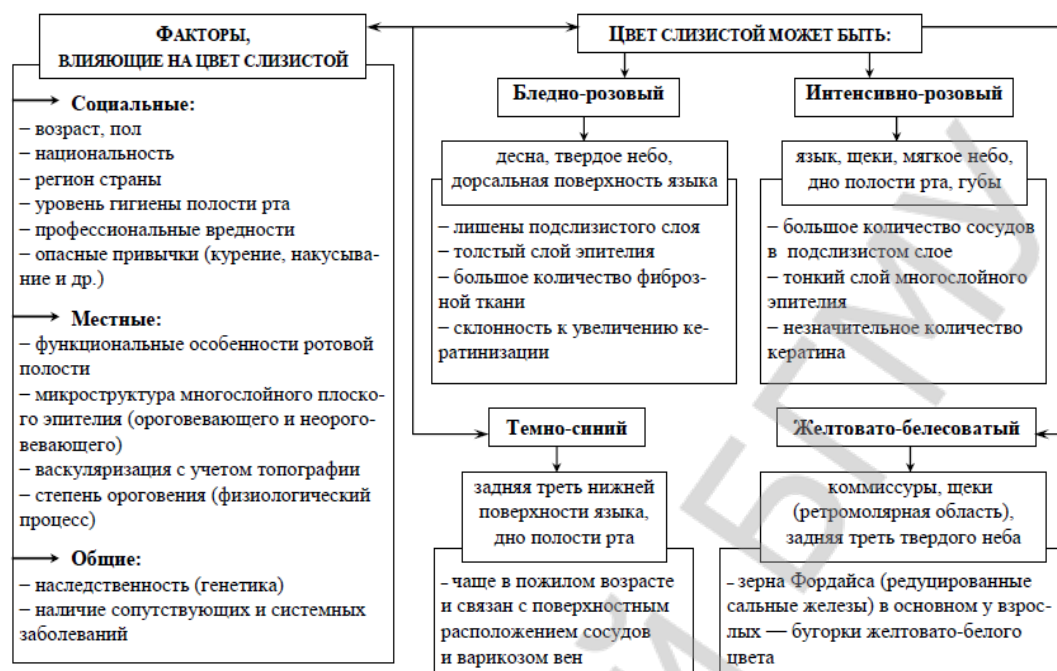 ФАКТОРЫ,
ВЛИЯЮЩИЕ НА ЦВЕТ СЛИЗИСТОЙ
Социальные:
– возраст, пол
– национальность
– регион страны
– уровень гигиены полости рта
– профессиональные вредности
– опасные привычки (курение, накусыва-
ние и др.)
Местные:
– функциональные особенности ротовой
полости
– микроструктура многослойного плоско-
го эпителия (ороговевающего и неорого-
вевающего)
– васкуляризация с учетом топографии
– степень ороговения (физиологический
процесс)
Общие:
– наследственность (генетика)
– наличие сопутствующих и системных
заболеваний
ЦВЕТ СЛИЗИСТОЙ МОЖЕТ БЫТЬ:
Бледно-розовый
десна, твердое небо,
дорсальная поверхность языка
– лишены подслизистого слоя
– толстый слой эпителия
– большое количество фиброз-
ной ткани
– склонность к увеличению ке-
ратинизации
Интенсивно-розовый
язык, щеки, мягкое небо,
дно полости рта, губы
– большое количество сосудов
в подслизистом слое
– тонкий слой многослойного
эпителия
– незначительное количество
кератина
Темно-синий
задняя треть нижней
поверхности языка,
дно полости рта
– чаще в пожилом возрасте
и связан с поверхностным
расположением сосудов
и варикозом вен
Желтовато-белесоватый
комиссуры, щеки
(ретромолярная область),
задняя треть твердого неба
– зерна Фордайса (редуцированные
сальные железы) в основном у взрос-
лых — бугорки желтовато-белого
цвета
БГМУ